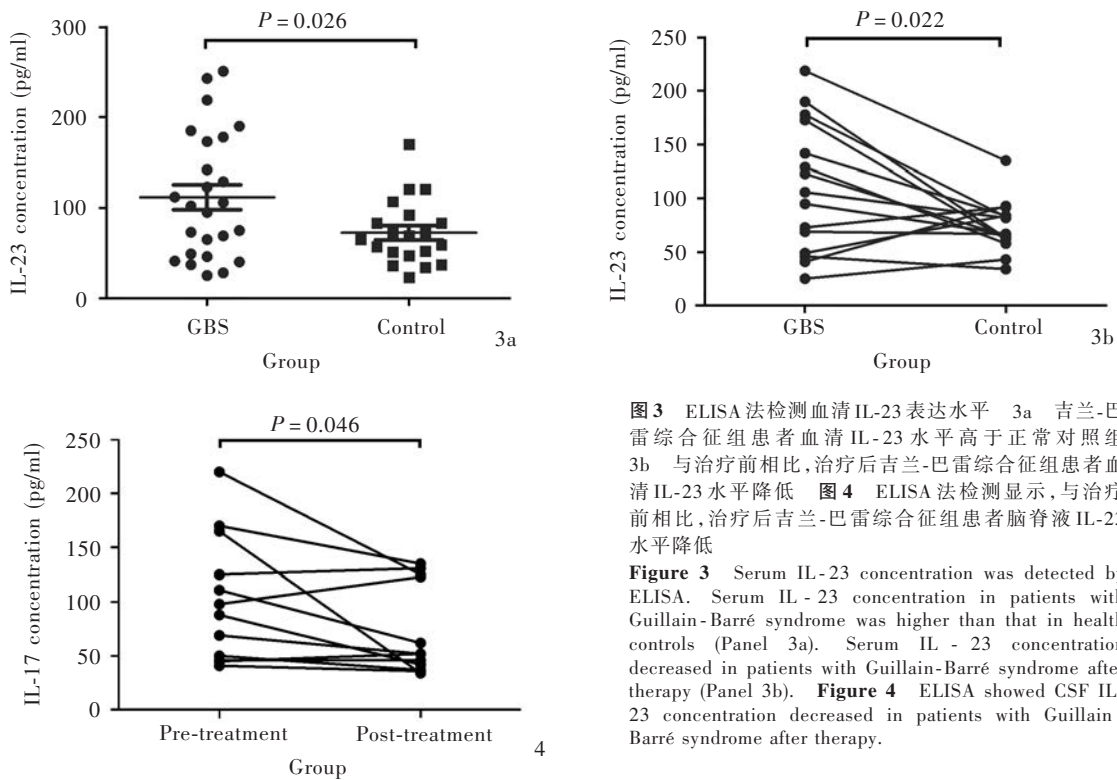 P = 0.026
300
200
100
0
IL-23 concentration (pg/ml)
GBS
Control
Group
3a
P = 0.022
250
200
150
100
50
0
IL-23 concentration (pg/ml)
GBS
Control
Group
3b
P = 0.046
250
200
150
100
50
0
IL-17 concentration (pg/ml)
Pre-treatment
Post-treatment
Group
4
图3 ELISA法检测血清IL-23表达水平 3a 吉兰-巴
雷综合征组患者血清IL-23水平高于正常对照组
3b 与治疗前相比,治疗后吉兰-巴雷综合征组患者血
清IL-23水平降低 图4 ELISA法检测显示,与治疗
前相比,治疗后吉兰-巴雷综合征组患者脑脊液IL-23
水平降低
Figure 3 Serum IL-23 concentration was detected by
ELISA. Serum IL-23 concentration in patients with
Guillain-Barré syndrome was higher than that in health
controls (Panel 3a). Serum IL-23 concentration
decreased in patients with Guillain-Barré syndrome after
therapy (Panel 3b). Figure 4 ELISA showed CSF IL-
23 concentration decreased in patients with Guillain-
Barré syndrome after therapy.